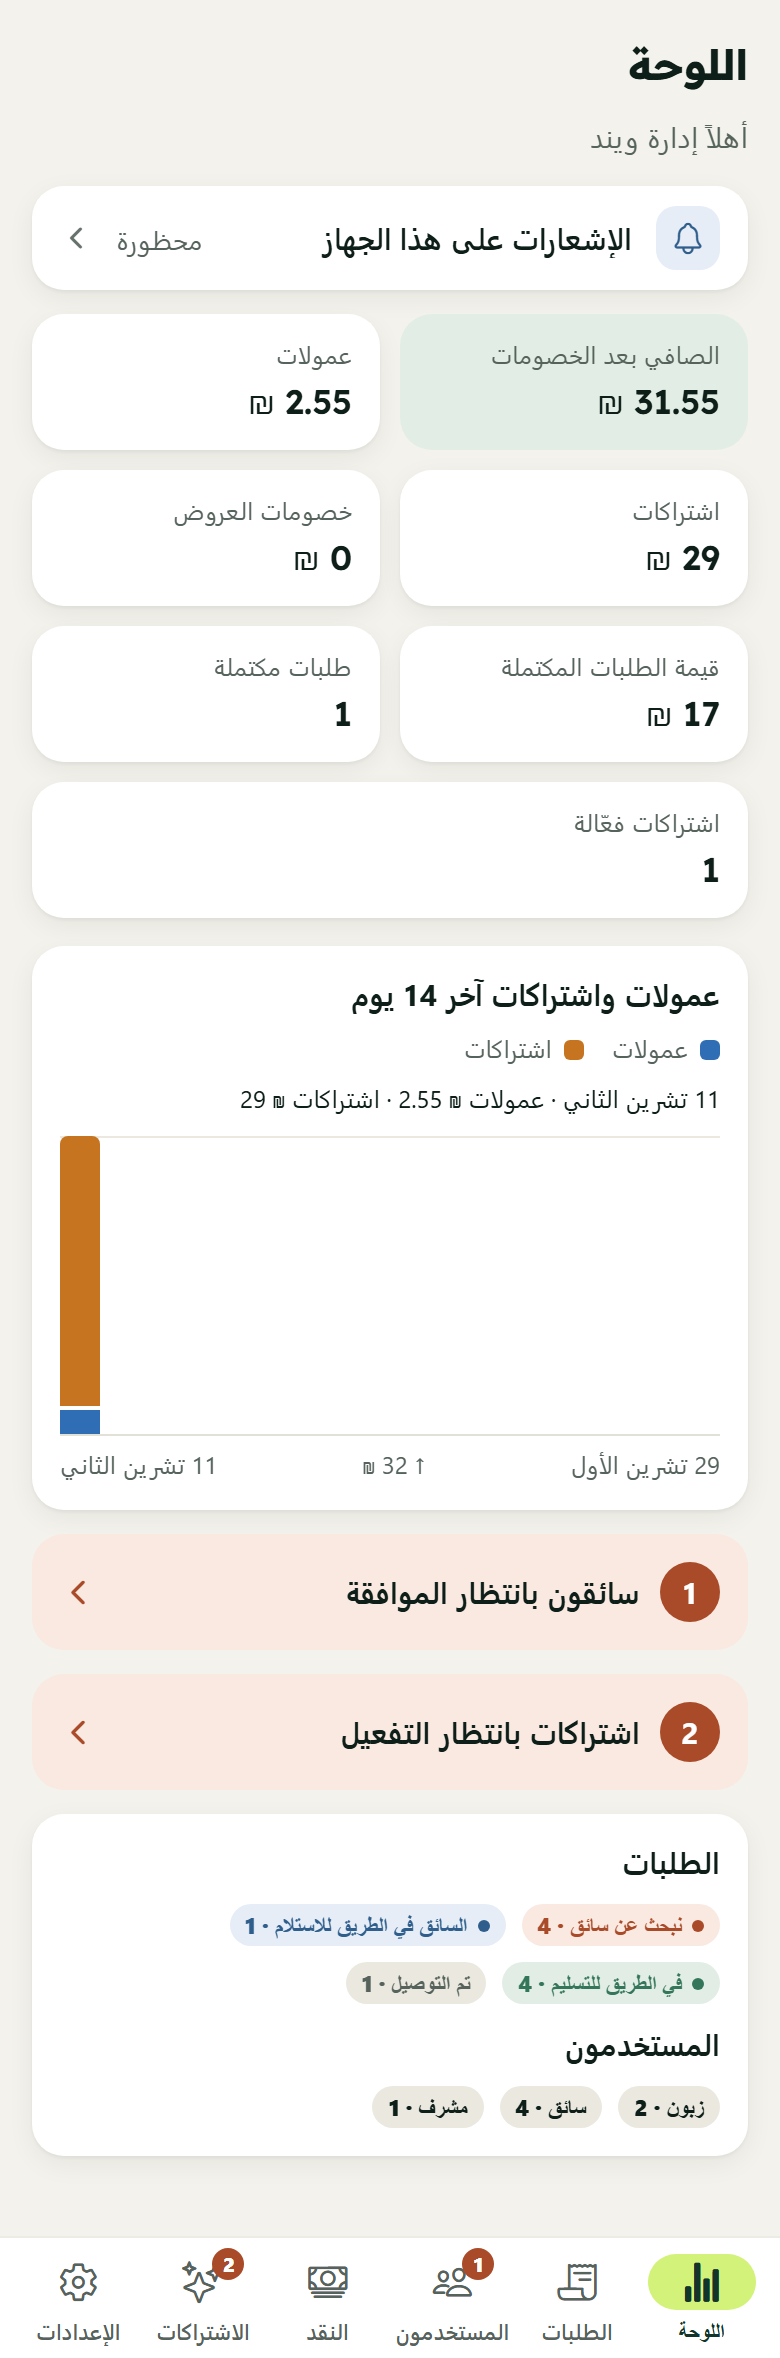 اللوحة
أهلاً إدارة ويند
الإشعارات على هذا الجهاز
محظورة
الصافي بعد الخصومات
31.55 ₪
عمولات
2.55 ₪
اشتراكات
29 ₪
خصومات العروض
0 ₪
قيمة الطلبات المكتملة
17 ₪
طلبات مكتملة
1
اشتراكات فعّالة
1
عمولات واشتراكات آخر 14 يوم
عمولات
اشتراكات
11 تشرين الثاني · عمولات ₪ 2.55 · اشتراكات ₪ 29
29 تشرين الأول
↑ 32 ₪
11 تشرين الثاني
1
سائقون بانتظار الموافقة
2
اشتراكات بانتظار التفعيل
الطلبات
نبحث عن سائق · 4
السائق في الطريق للاستلام · 1
في الطريق للتسليم · 4
تم التوصيل · 1
المستخدمون
زبون · 2
سائق · 4
مشرف · 1
اللوحة
الطلبات
1
المستخدمون
النقد
2
الاشتراكات
الإعدادات